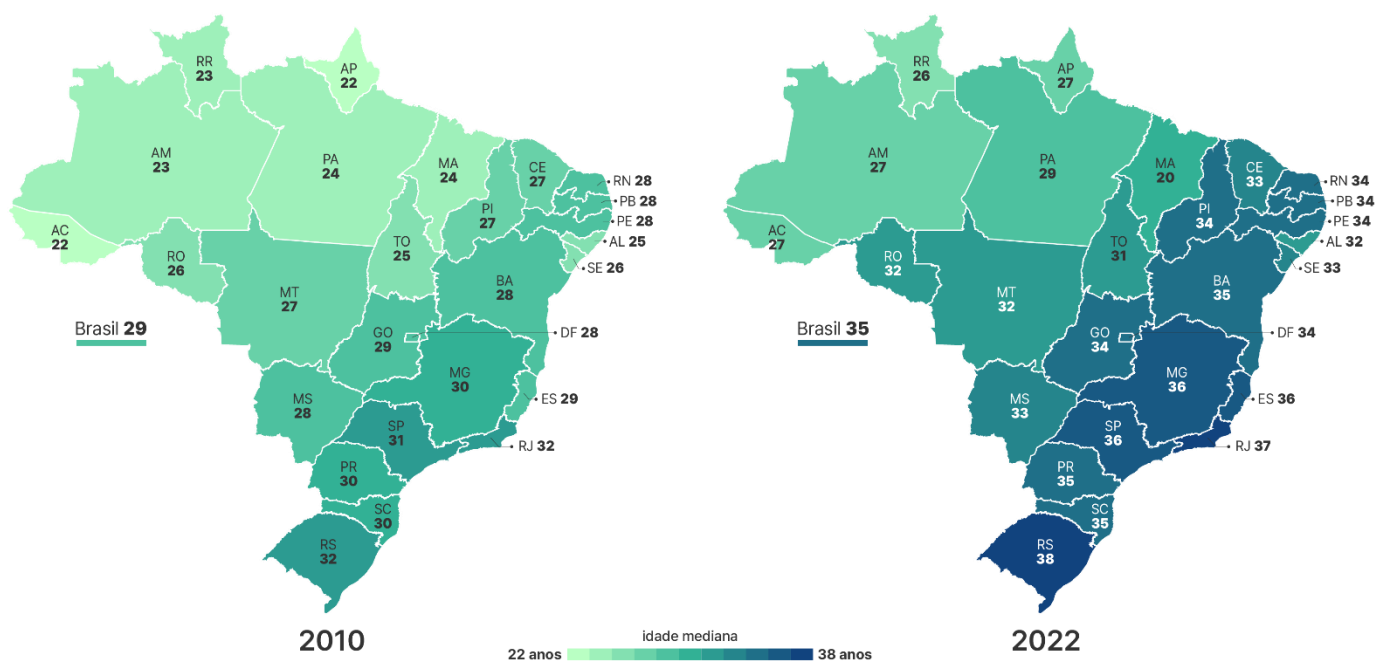 RR
23
AP
22
AM
23
PA
24
MA
24
CE
27
RN 28
PB 28
PE 28
AL 25
SE 26
PI
27
AC
22
RO
26
TO
25
MT
27
BA
28
Brasil 29
GO
29
DF 28
MG
30
ES 29
MS
28
SP
31
RJ 32
PR
30
SC
30
RS
32
2010
RR
26
AP
27
AM
27
PA
29
MA
20
CE
33
RN 34
PB 34
PE 34
AL 32
SE 33
PI
34
AC
27
RO
32
TO
31
MT
32
BA
35
Brasil 35
GO
34
DF 34
MG
36
ES 36
MS
33
SP
36
RJ 37
PR
35
SC
35
RS
38
2022
idade mediana
22 anos
38 anos